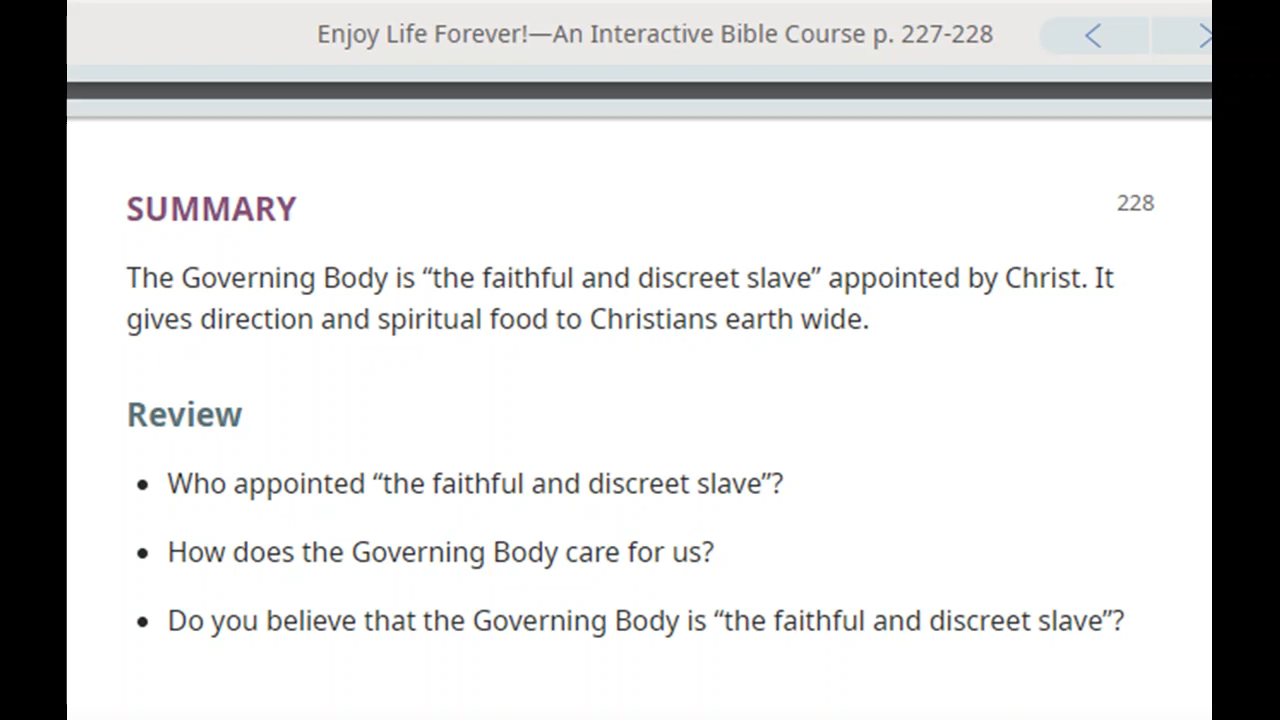 Enjoy Life Forever!—An Interactive Bible Course p. 227-228
SUMMARY
228
The Governing Body is “the faithful and discreet slave” appointed by Christ. It
gives direction and spiritual food to Christians earth wide.
Review
• Who appointed “the faithful and discreet slave”?
• How does the Governing Body care for us?
• Do you believe that the Governing Body is “the faithful and discreet slave”?